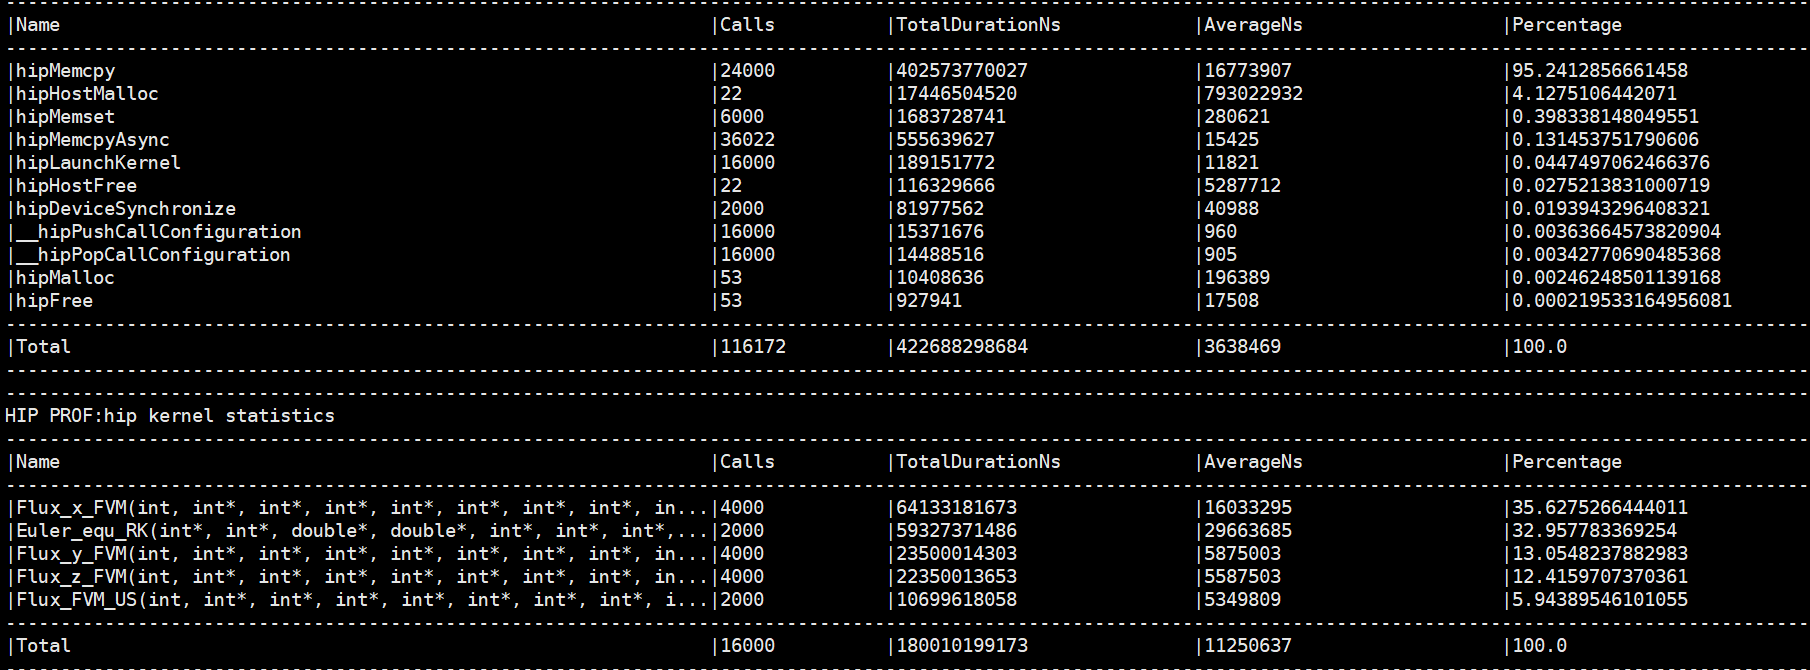 |Name |Calls |TotalDurationNs |AverageNs |Percentage
|hipMemcpy |24000 |402573770027 |16773907 |95.2412856661458
|hipHostMalloc |22 |17446504520 |793022932 |4.1275106442071
|hipMemset |6000 |1683728741 |280621 |0.398338148049551
|hipMemcpyAsync |36022 |555639627 |15425 |0.131453751790606
|hipLaunchKernel |16000 |189151772 |11821 |0.0447497062466376
|hipHostFree |22 |116329666 |5287712 |0.0275213831000719
|hipDeviceSynchronize |2000 |81977562 |40988 |0.0193943296408321
|__hipPushCallConfiguration |16000 |15371676 |960 |0.00363664573820904
|__hipPopCallConfiguration |16000 |14488516 |905 |0.00342770690485368
|hipMalloc |53 |10408636 |196389 |0.00246248501139168
|hipFree |53 |927941 |17508 |0.000219533164956081
|Total |116172 |422688298684 |3638469 |100.0
HIP PROF:hip kernel statistics
|Name |Calls |TotalDurationNs |AverageNs |Percentage
|Flux_x_FVM(int, int*, int*, int*, int*, int*, int*, int*, in...|4000 |64133181673 |16033295 |35.6275266444011
|Euler_equ_RK(int*, int*, double*, double*, int*, int*, int*,...|2000 |59327371486 |29663685 |32.957783369254
|Flux_y_FVM(int, int*, int*, int*, int*, int*, int*, int*, in...|4000 |23500014303 |5875003 |13.0548237882983
|Flux_z_FVM(int, int*, int*, int*, int*, int*, int*, int*, in...|4000 |22350013653 |5587503 |12.4159707370361
|Flux_FVM_US(int, int*, int*, int*, int*, int*, int*, int*, i...|2000 |10699618058 |5349809 |5.94389546101055
|Total |16000 |180010199173 |11250637 |100.0